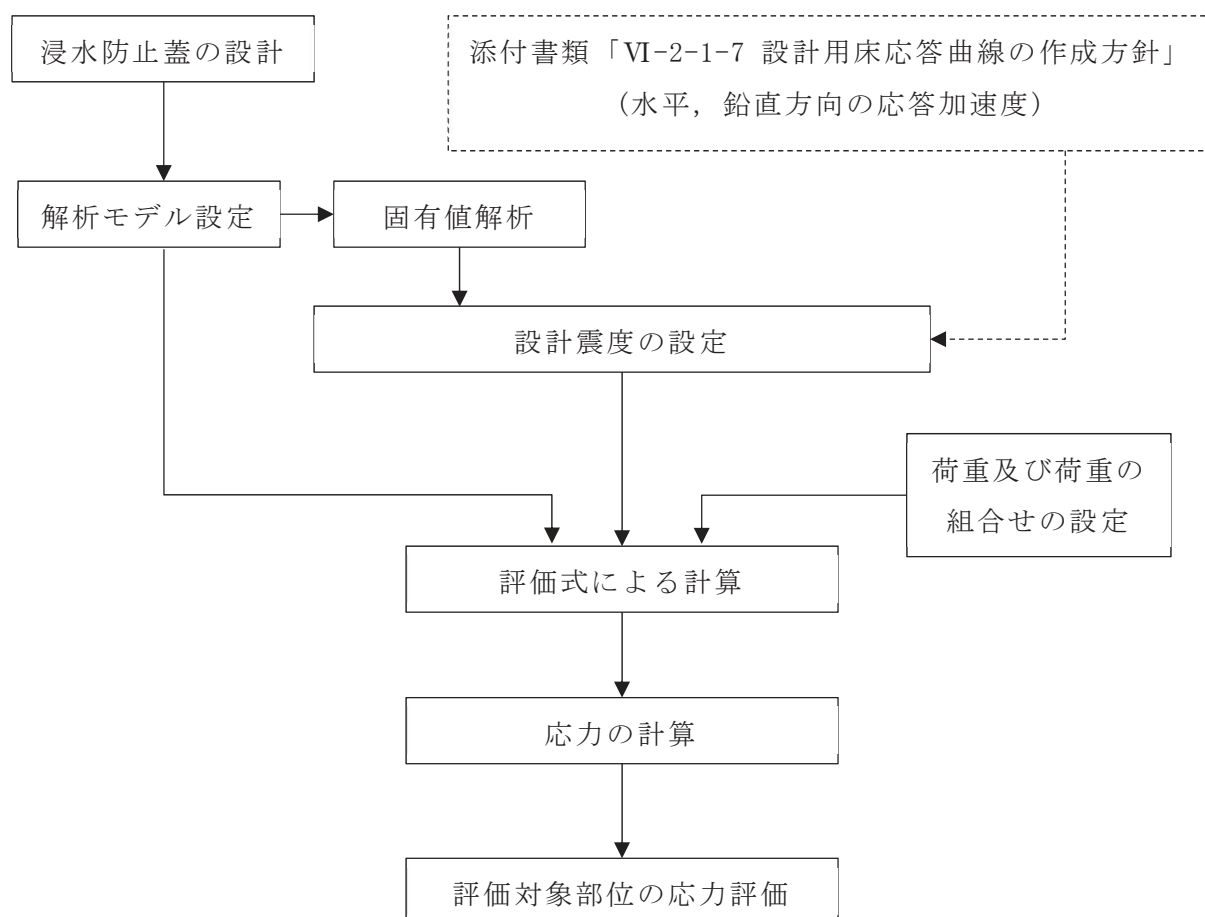 浸水防止蓋の設計
添付書類「Ⅵ-2-1-7 設計用床応答曲線の作成方針」
(水平,鉛直方向の応答加速度)
解析モデル設定
固有値解析
設計震度の設定
荷重及び荷重の
組合せの設定
評価式による計算
応力の計算
評価対象部位の応力評価